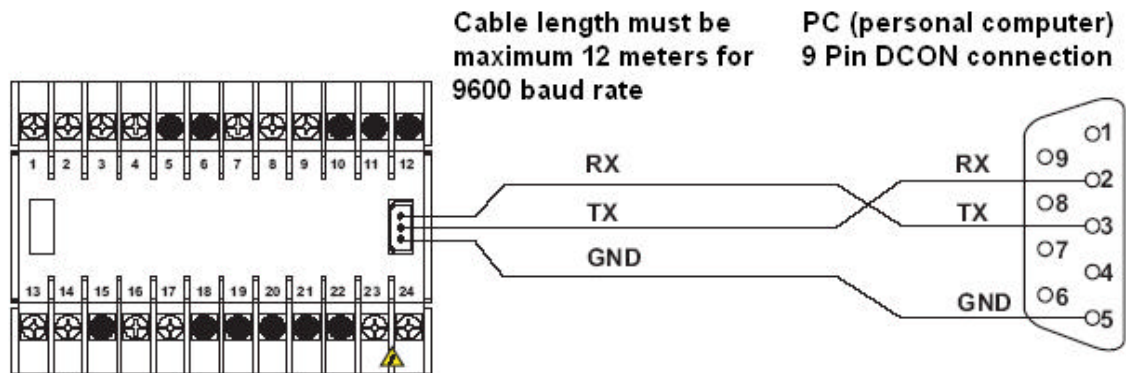 Cable length must be
maximum 12 meters for
9600 baud rate
PC (personal computer)
9 Pin DCON connection
1 2 3 4 5 6 7 8 9 10 11 12
13 14 15 16 17 18 19 20 21 22 23 24
RX
TX
GND
RX
TX
GND
1
9
2
8
3
7
4
6
5